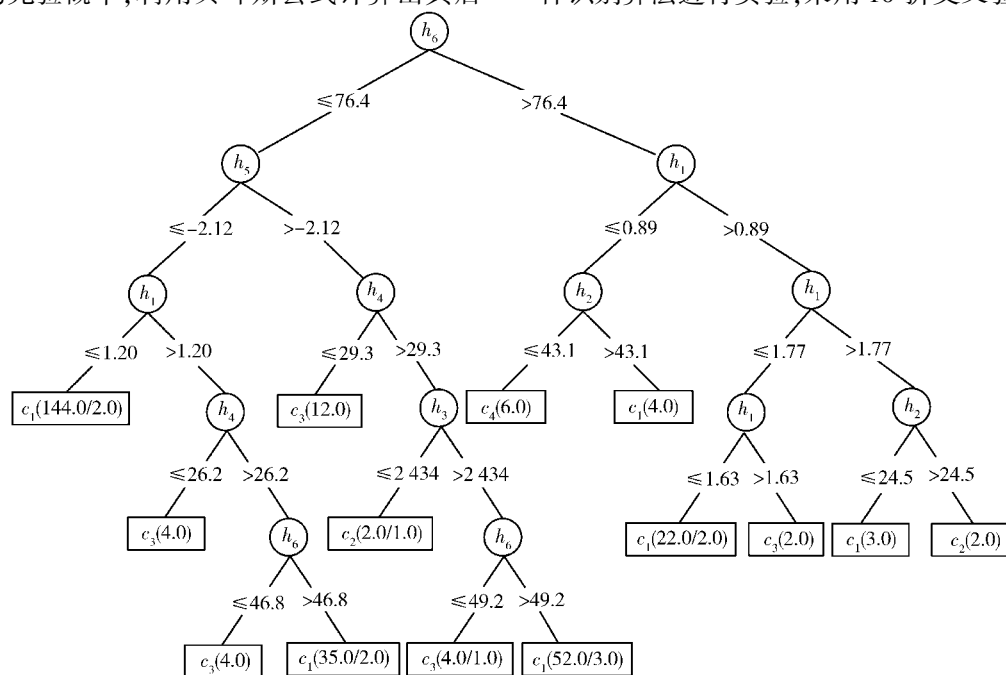 h6
≤76.4 >76.4
h5 h1
≤−2.12 >−2.12 ≤0.89 >0.89
h1 h4 h2 h1
≤1.20 >1.20 ≤29.3 >29.3 ≤43.1 >43.1 ≤1.77 >1.77
c1(144.0/2.0) h4 c3(12.0) h3 c4(6.0) c1(4.0) h1 h2
≤26.2 >26.2 ≤2 434 >2 434 ≤1.63 >1.63 ≤24.5 >24.5
c3(4.0) h6 c2(2.0/1.0) h6 c1(22.0/2.0) c3(2.0) c1(3.0) c2(2.0)
≤46.8 >46.8 ≤49.2 >49.2
c3(4.0) c1(35.0/2.0) c3(4.0/1.0) c1(52.0/3.0)